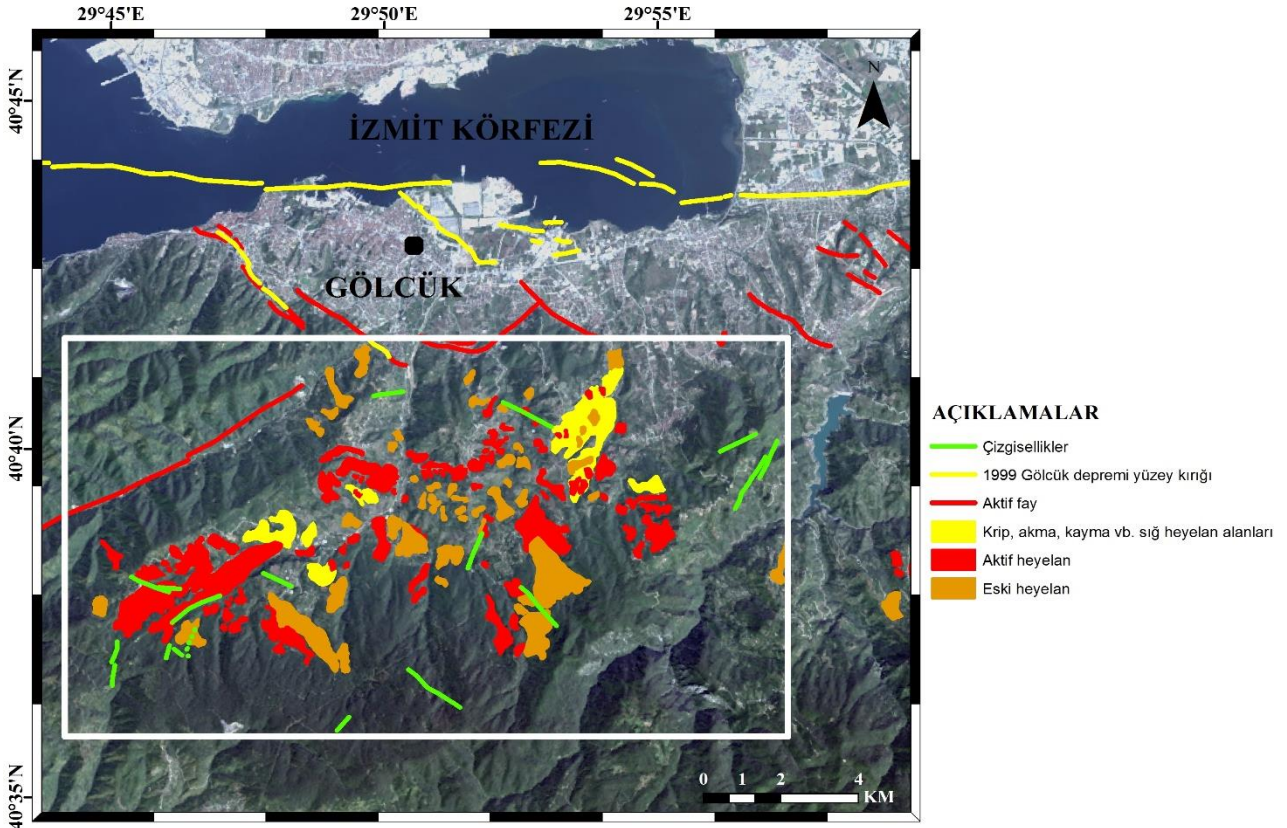 29°45'E 29°50'E 29°55'E
40°45'N
40°40'N
40°35'N
N
İZMİT KÖRFEZİ
GÖLCÜK
0 1 2 4
KM
AÇIKLAMALAR
Çizgisellikler
1999 Gölcük depremi yüzey kırığı
Aktif fay
Krip, akma, kayma vb. sığ heyelan alanları
Aktif heyelan
Eski heyelan